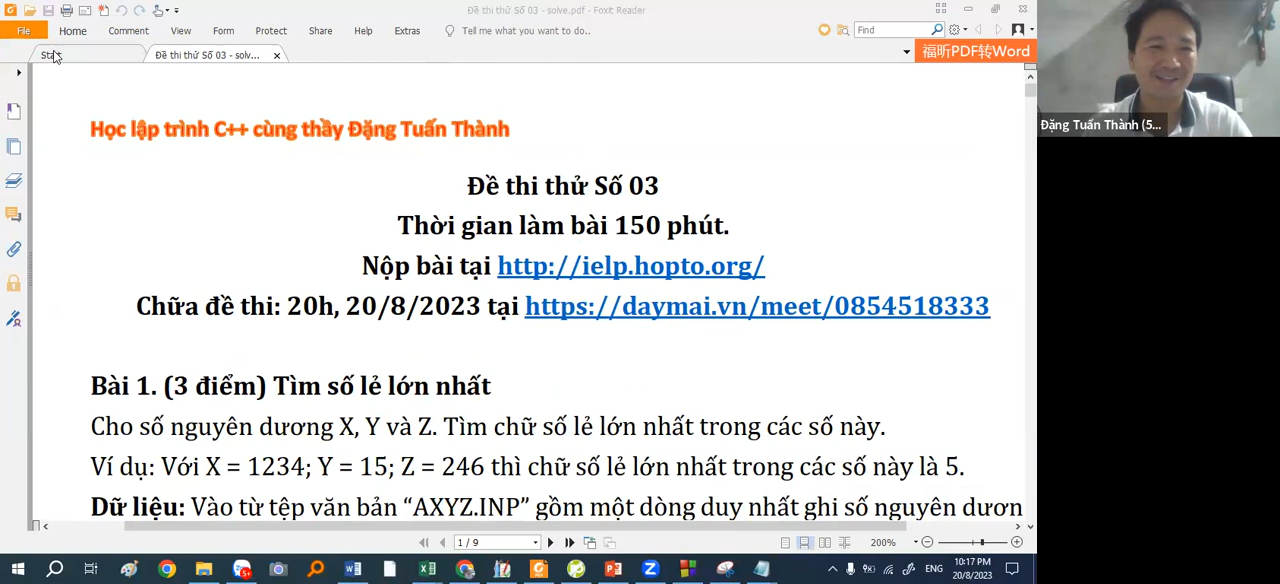 Đề thi thử Số 03 - solve.pdf - Foxit Reader
File Home Comment View Form Protect Share Help Extras Tell me what you want to do.. Find
Start Đề thi thử Số 03 - solv... 福昕PDF转Word
Đặng Tuấn Thành (5...
Học lập trình C++ cùng thầy Đặng Tuấn Thành
Đề thi thử Số 03
Thời gian làm bài 150 phút.
Nộp bài tại http://ielp.hopto.org/
Chữa đề thi: 20h, 20/8/2023 tại https://daymai.vn/meet/0854518333
Bài 1. (3 điểm) Tìm số lẻ lớn nhất
Cho số nguyên dương X, Y và Z. Tìm chữ số lẻ lớn nhất trong các số này.
Ví dụ: Với X = 1234; Y = 15; Z = 246 thì chữ số lẻ lớn nhất trong các số này là 5.
Dữ liệu: Vào từ tệp văn bản “AXYZ.INP” gồm một dòng duy nhất ghi số nguyên dươn
1 / 9 200%
ENG 10:17 PM
20/8/2023